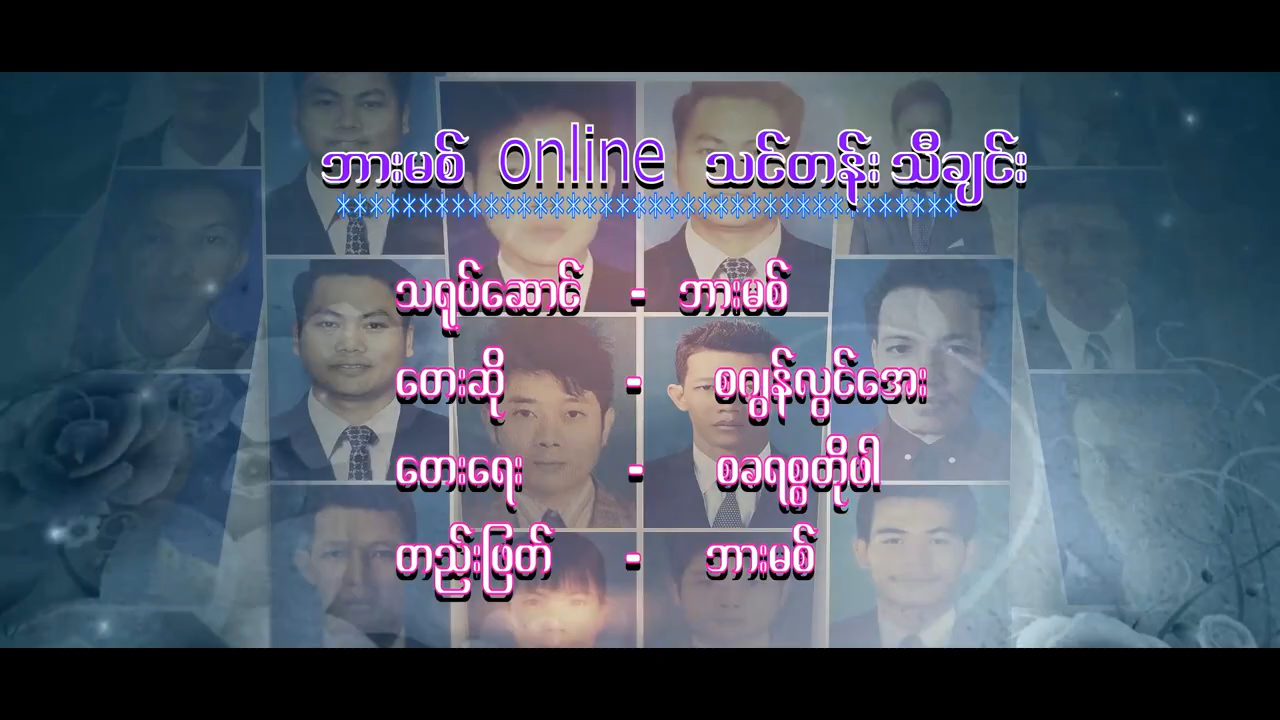 ဘားမစ် online သင်တန်း သီချင်း
**************************************
သရုပ်ဆောင် - ဘားမစ်
တေးဆို - စဂျွန်လွင်အေး
တေးရေး - စခရစ္စတိုဖါ
တည်းဖြတ် - ဘားမစ်